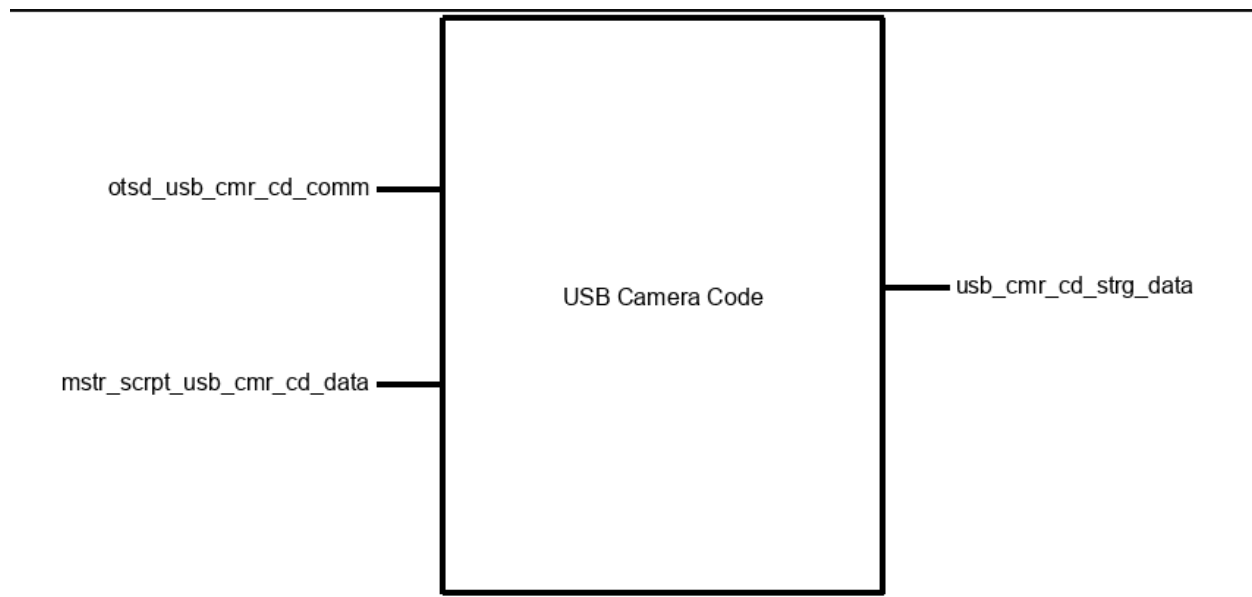 otsd_usb_cmr_cd_comm
usb_cmr_cd_strg_data
USB Camera Code
mstr_scrpt_usb_cmr_cd_data